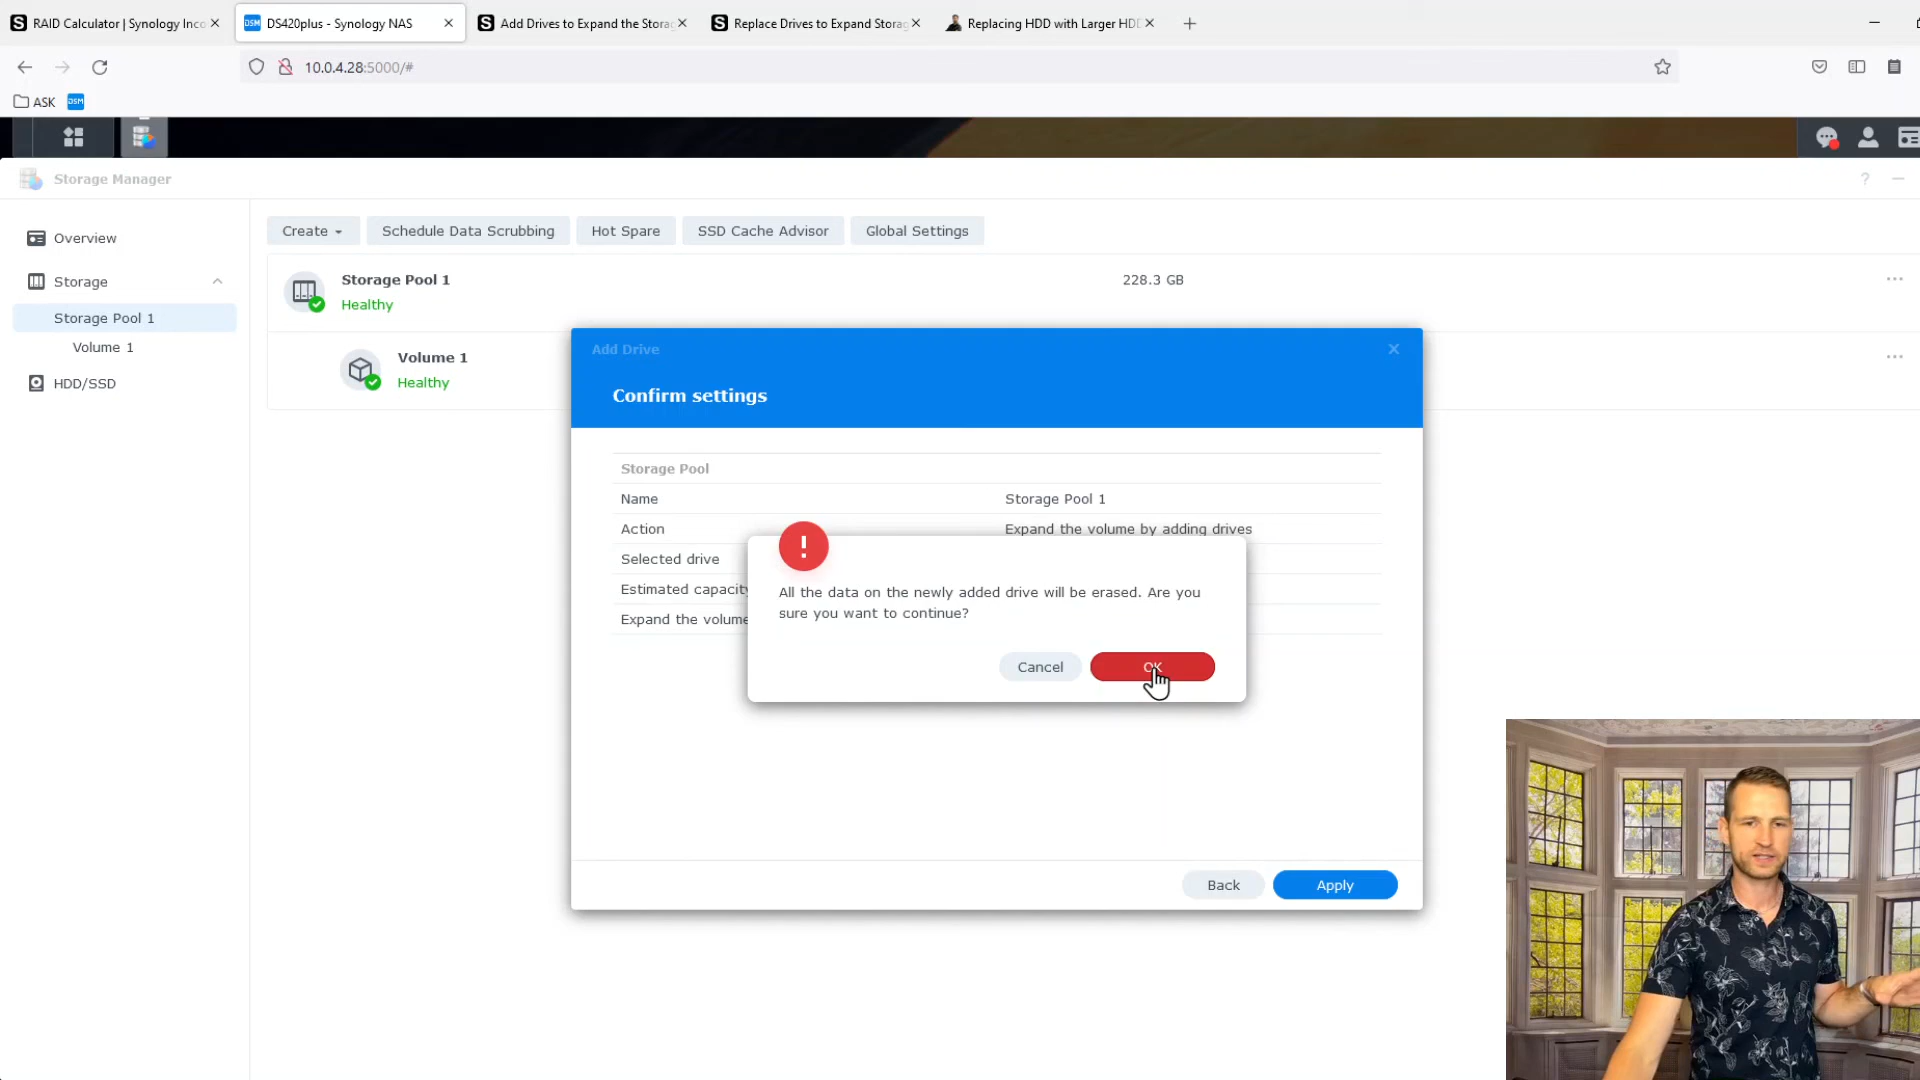 RAID Calculator | Synology Inco
DS420plus - Synology NAS
Add Drives to Expand the Storag
Replace Drives to Expand Storag
Replacing HDD with Larger HDD
10.0.4.28:5000/#
ASK
DSM
Storage Manager
Overview
Storage
Storage Pool 1
Volume 1
HDD/SSD
Create
Schedule Data Scrubbing
Hot Spare
SSD Cache Advisor
Global Settings
Storage Pool 1
228.3 GB
Healthy
Volume 1
Healthy
Add Drive
Confirm settings
Storage Pool
Name Storage Pool 1
Action Expand the volume by adding drives
Selected drive
Estimated capacity
Expand the volume
All the data on the newly added drive will be erased. Are you
sure you want to continue?
Cancel
OK
Back
Apply